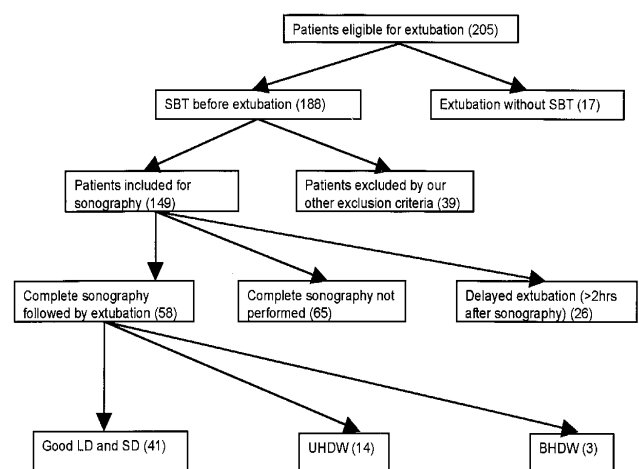 Patients eligible for extubation (205)
SBT before extubation (188)
Extubation without SBT (17)
Patients included for
sonography (149)
Patients excluded by our
other exclusion criteria (39)
Complete sonography
followed by extubation (58)
Complete sonography not
performed (65)
Delayed extubation (>2hrs
after sonography) (26)
Good LD and SD (41)
UHDW (14)
BHDW (3)